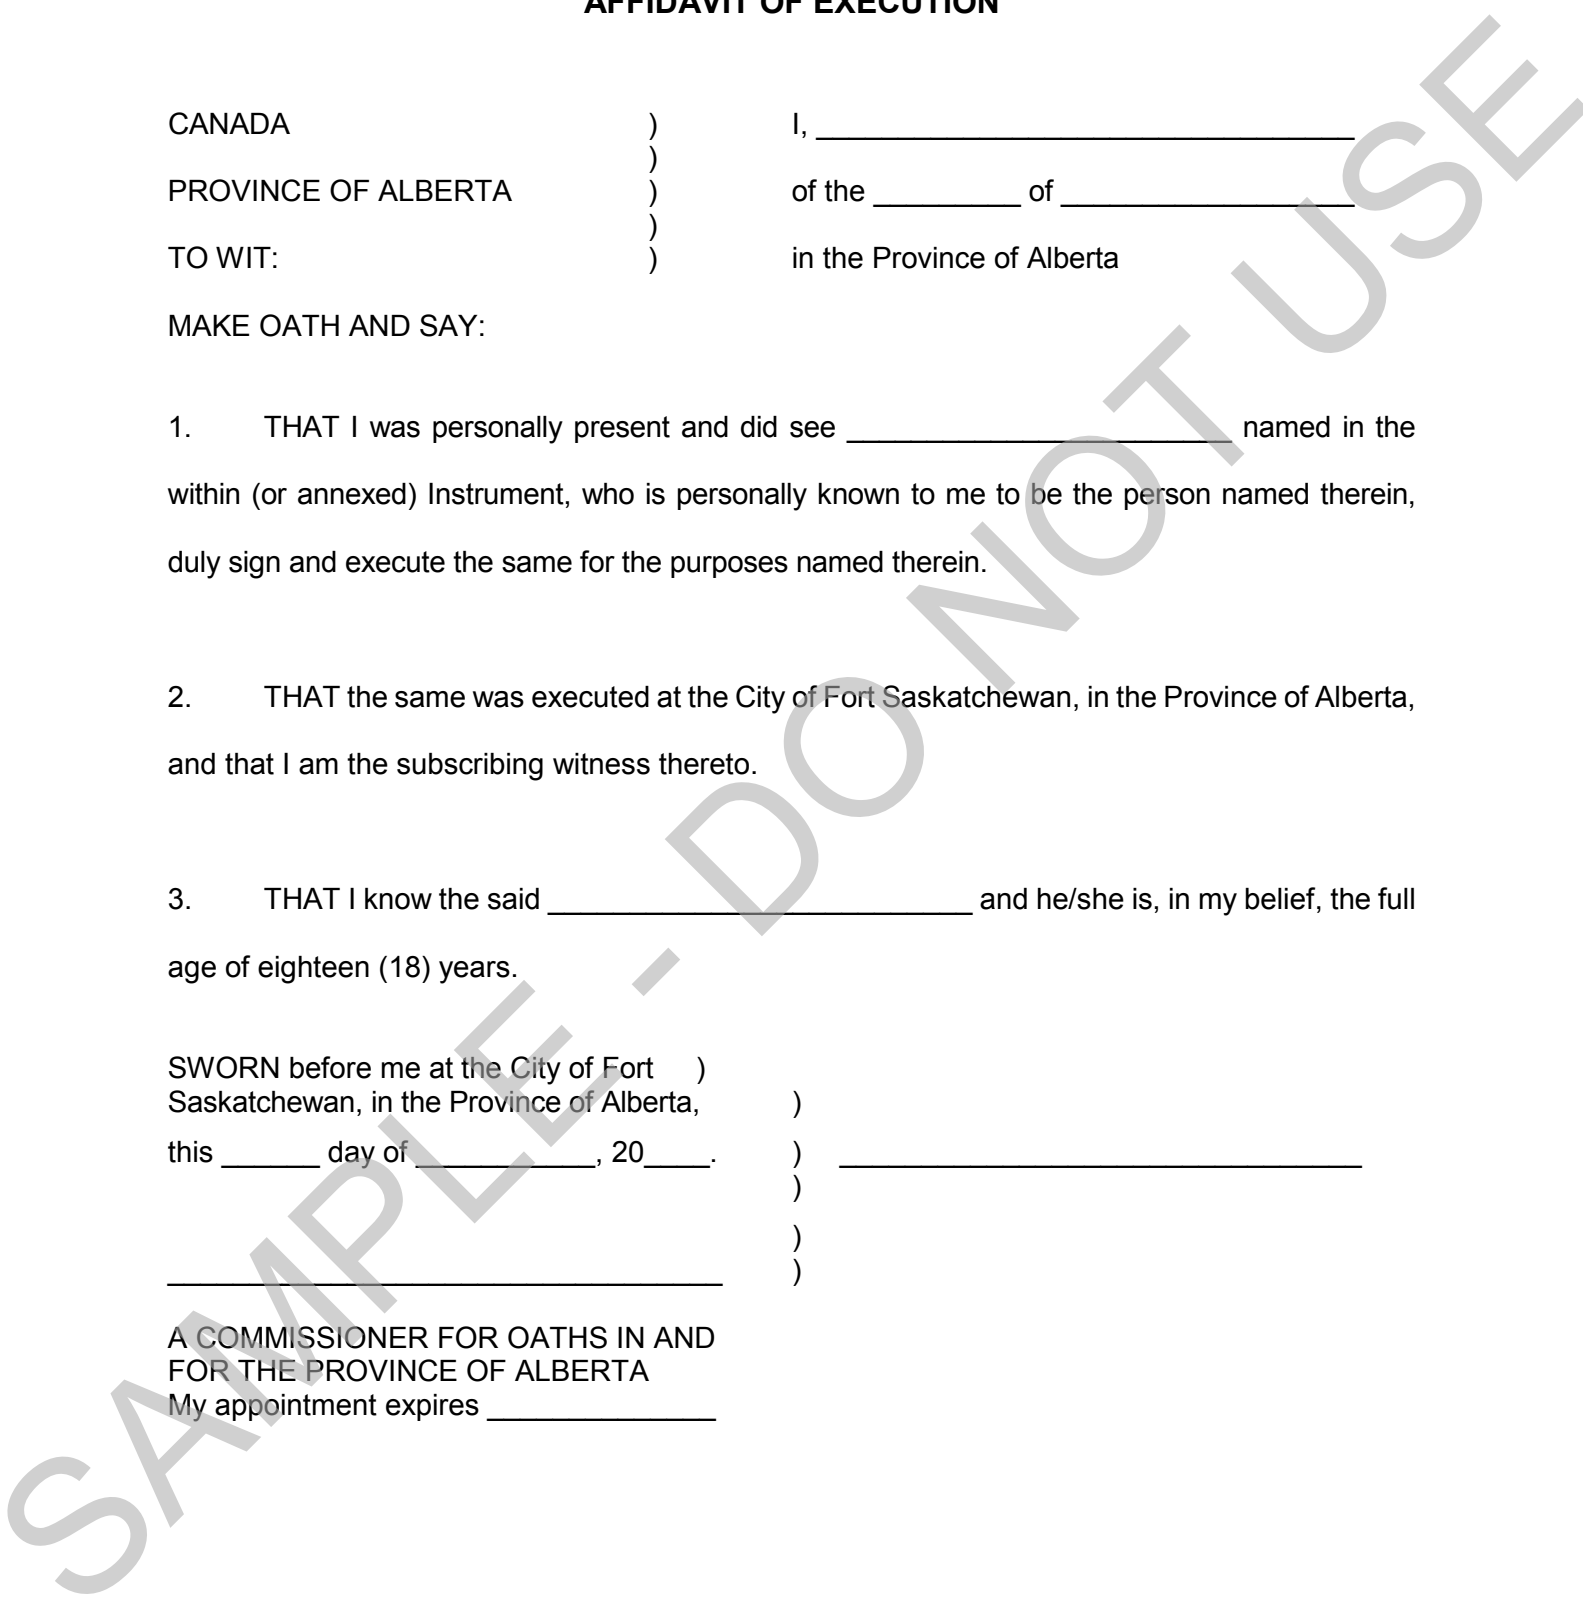 AFFIDAVIT OF EXECUTION
CANADA ) I, _________________________________
)
PROVINCE OF ALBERTA ) of the _________ of __________________
)
TO WIT: ) in the Province of Alberta
MAKE OATH AND SAY:
1. THAT I was personally present and did see ________________________ named in the
within (or annexed) Instrument, who is personally known to me to be the person named therein,
duly sign and execute the same for the purposes named therein.
2. THAT the same was executed at the City of Fort Saskatchewan, in the Province of Alberta,
and that I am the subscribing witness thereto.
3. THAT I know the said __________________________ and he/she is, in my belief, the full
age of eighteen (18) years.
SWORN before me at the City of Fort )
Saskatchewan, in the Province of Alberta, )
this ______ day of ___________, 20____. ) ________________________________
)
)
__________________________________ )
A COMMISSIONER FOR OATHS IN AND
FOR THE PROVINCE OF ALBERTA
My appointment expires ______________
SAMPLE - DO NOT USE